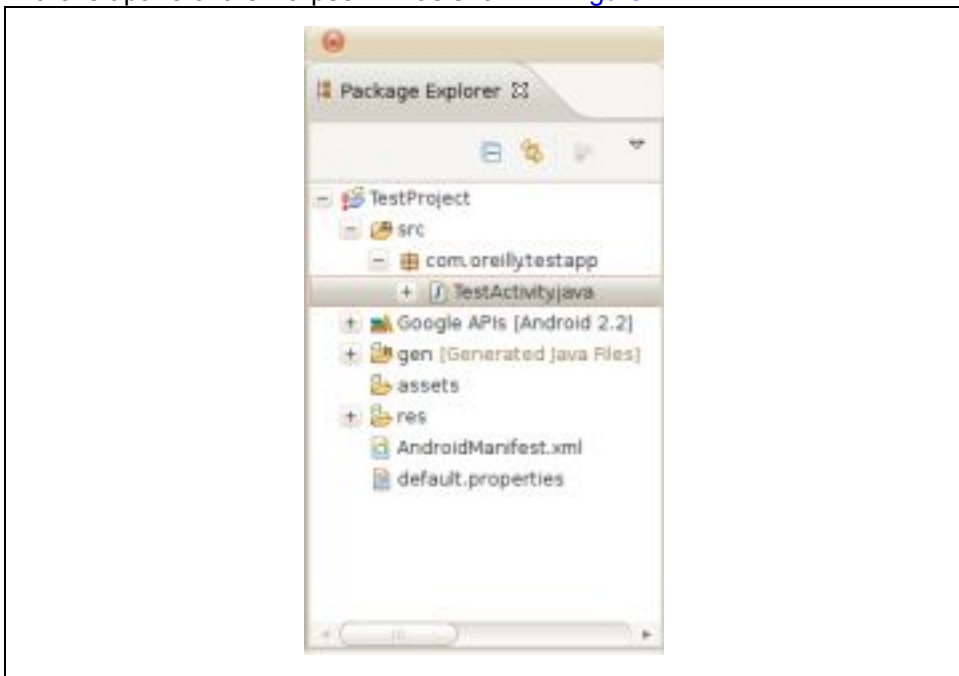 Package Explorer
TestProject
src
com.oreilly.testapp
TestActivity.java
Google APIs [Android 2.2]
gen [Generated Java Files]
assets
res
AndroidManifest.xml
default.properties